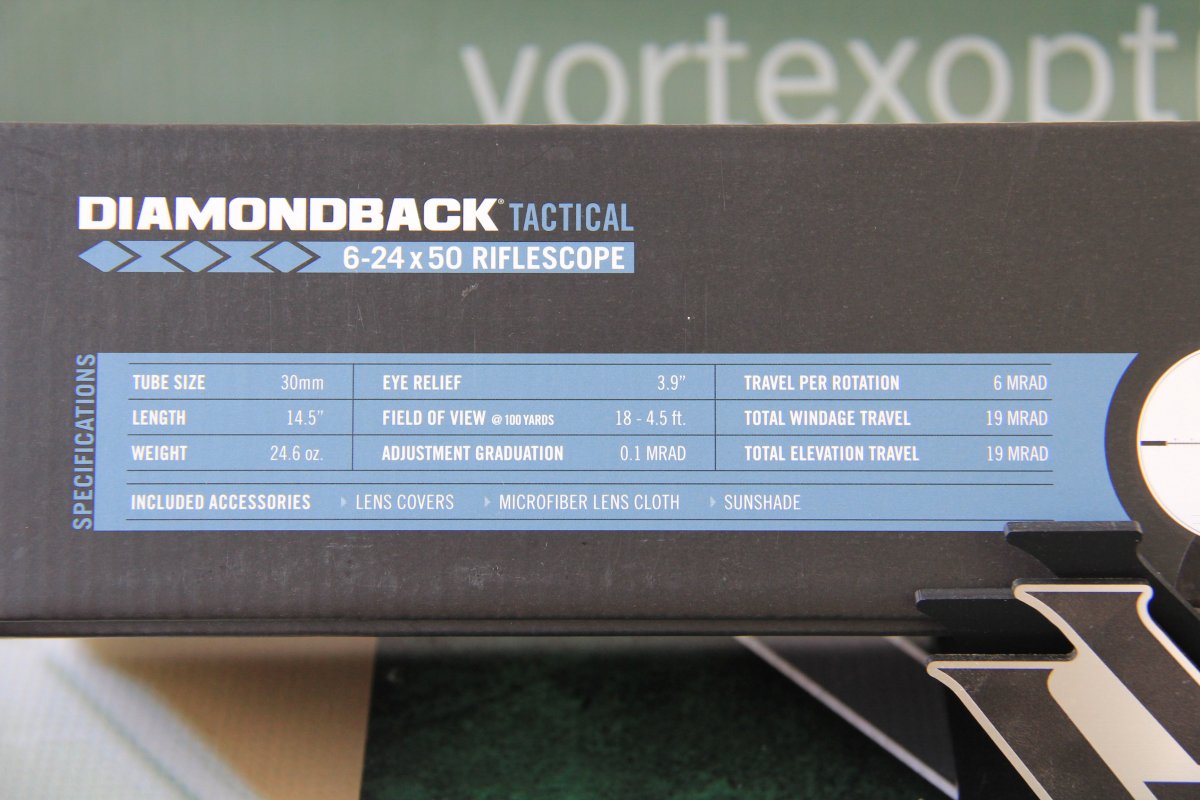 vortexopti
DIAMONDBACK® TACTICAL
6-24 x 50 RIFLESCOPE
SPECIFICATIONS
TUBE SIZE 30mm EYE RELIEF 3.9” TRAVEL PER ROTATION 6 MRAD
LENGTH 14.5” FIELD OF VIEW @ 100 YARDS 18 - 4.5 ft. TOTAL WINDAGE TRAVEL 19 MRAD
WEIGHT 24.6 oz. ADJUSTMENT GRADUATION 0.1 MRAD TOTAL ELEVATION TRAVEL 19 MRAD
INCLUDED ACCESSORIES LENS COVERS MICROFIBER LENS CLOTH SUNSHADE